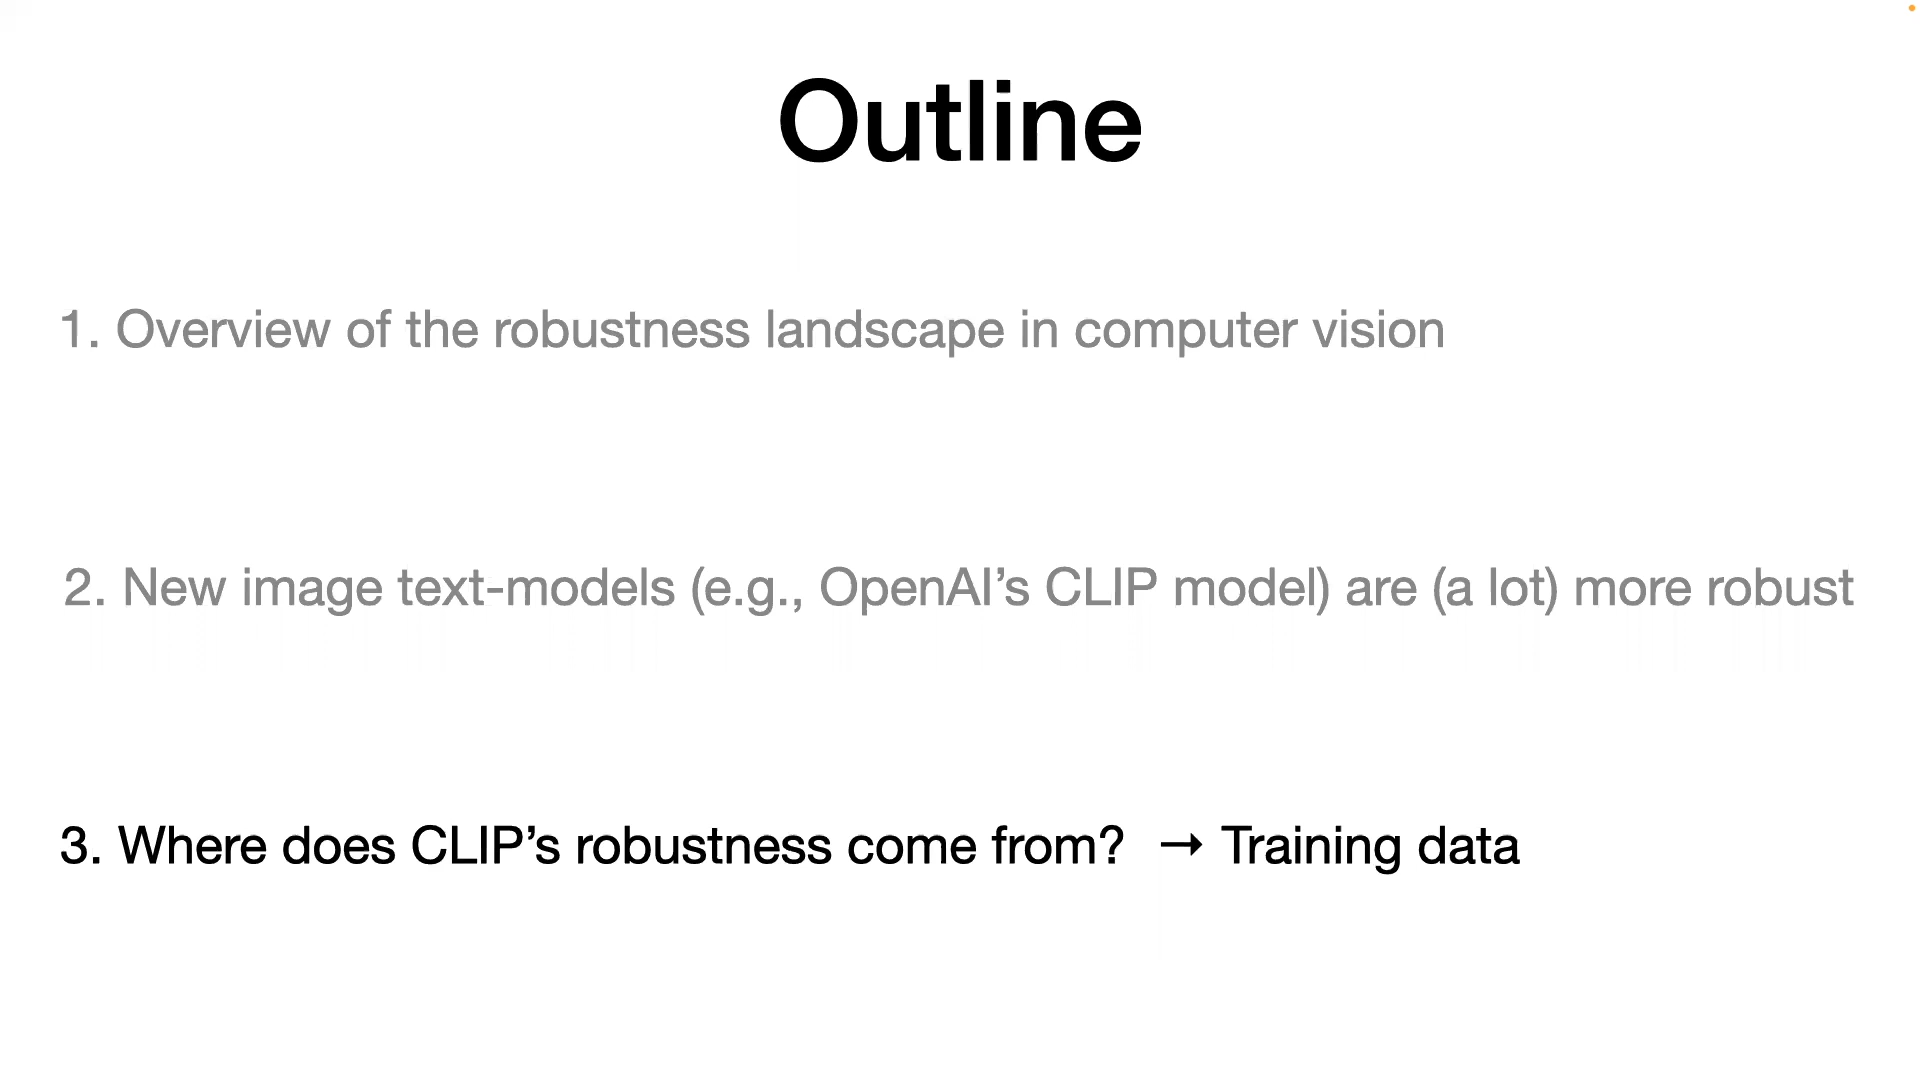 Outline
1. Overview of the robustness landscape in computer vision
2. New image text-models (e.g., OpenAI’s CLIP model) are (a lot) more robust
3. Where does CLIP’s robustness come from? → Training data